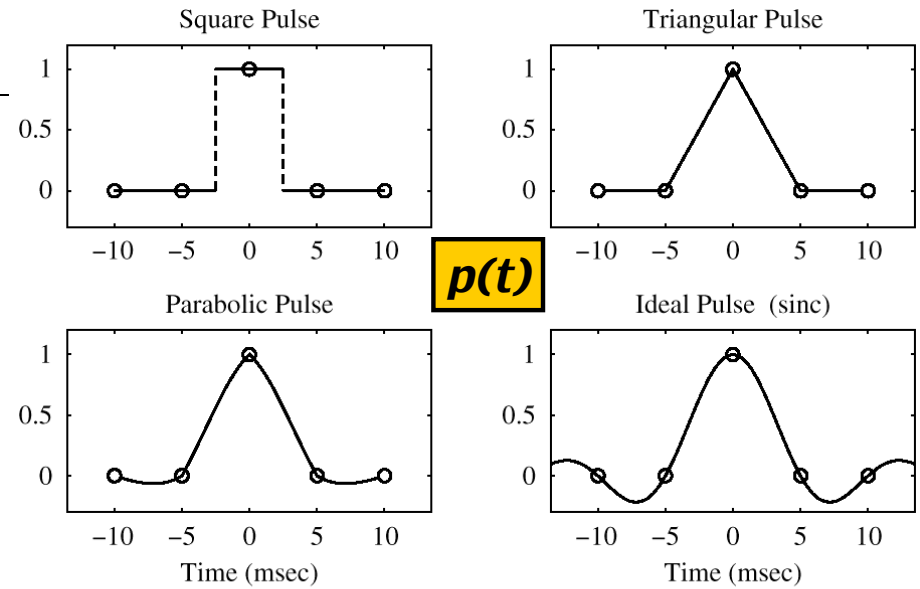 Square Pulse
1
0.5
0
−10 −5 0 5 10
Triangular Pulse
1
0.5
0
−10 −5 0 5 10
p(t)
Parabolic Pulse
1
0.5
0
−10 −5 0 5 10
Time (msec)
Ideal Pulse (sinc)
1
0.5
0
−10 −5 0 5 10
Time (msec)